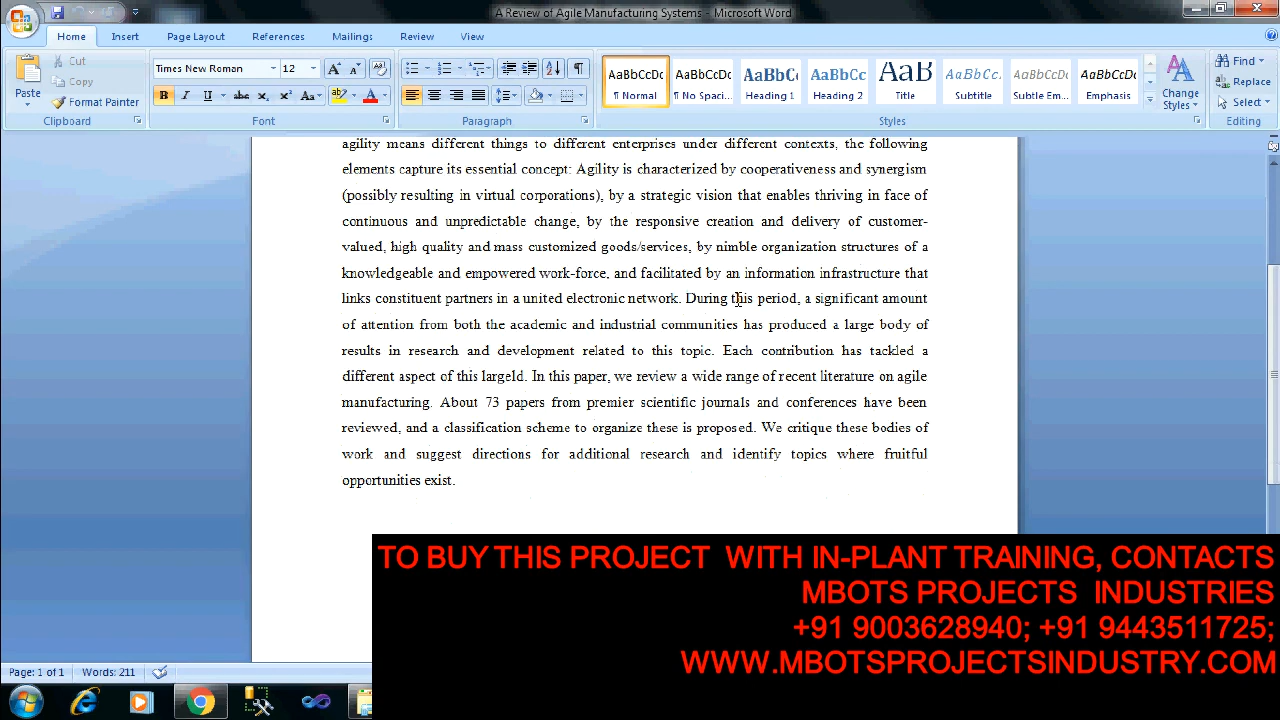 A Review of Agile Manufacturing Systems - Microsoft Word
Home Insert Page Layout References Mailings Review View
Paste
Cut
Copy
Format Painter
Clipboard
Times New Roman 12
Font
Paragraph
AaBbCcDc AaBbCcDc AaBbC AaBbCc AaB AaBbCc. AaBbCcDc AaBbCcDc
¶ Normal ¶ No Spaci... Heading 1 Heading 2 Title Subtitle Subtle Em... Emphasis
Change
Styles
Styles
Find
Replace
Select
Editing
agility means different things to different enterprises under different contexts, the following
elements capture its essential concept: Agility is characterized by cooperativeness and synergism
(possibly resulting in virtual corporations), by a strategic vision that enables thriving in face of
continuous and unpredictable change, by the responsive creation and delivery of customer-
valued, high quality and mass customized goods/services, by nimble organization structures of a
knowledgeable and empowered work-force, and facilitated by an information infrastructure that
links constituent partners in a united electronic network. During this period, a significant amount
of attention from both the academic and industrial communities has produced a large body of
results in research and development related to this topic. Each contribution has tackled a
different aspect of this largeld. In this paper, we review a wide range of recent literature on agile
manufacturing. About 73 papers from premier scientific journals and conferences have been
reviewed, and a classification scheme to organize these is proposed. We critique these bodies of
work and suggest directions for additional research and identify topics where fruitful
opportunities exist.
TO BUY THIS PROJECT WITH IN-PLANT TRAINING, CONTACTS
MBOTS PROJECTS INDUSTRIES
+91 9003628940; +91 9443511725;
WWW.MBOTSPROJECTSINDUSTRY.COM
Page: 1 of 1 Words: 211